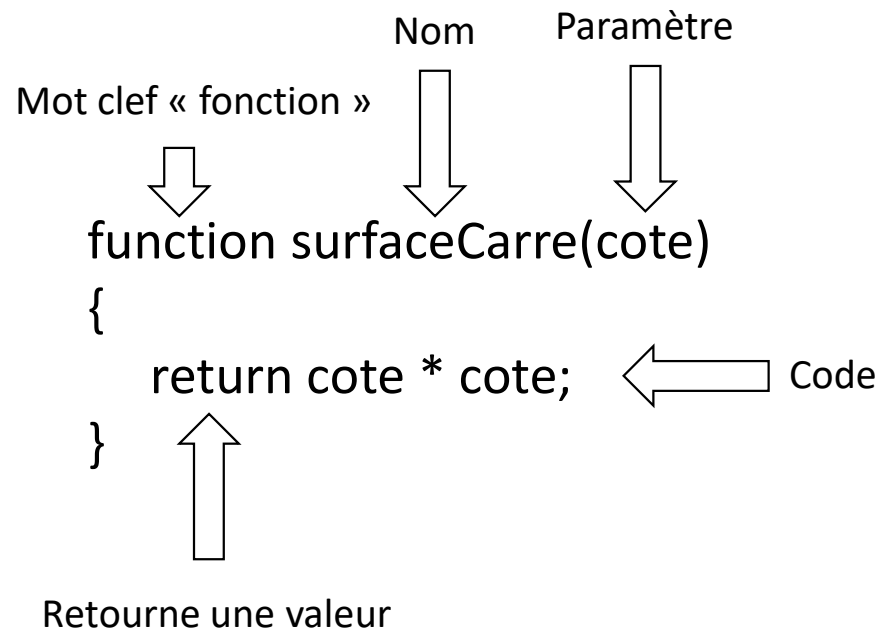 Nom
Paramètre
Mot clef « fonction »
function surfaceCarre(cote)
{
return cote * cote;
Code
}
Retourne une valeur